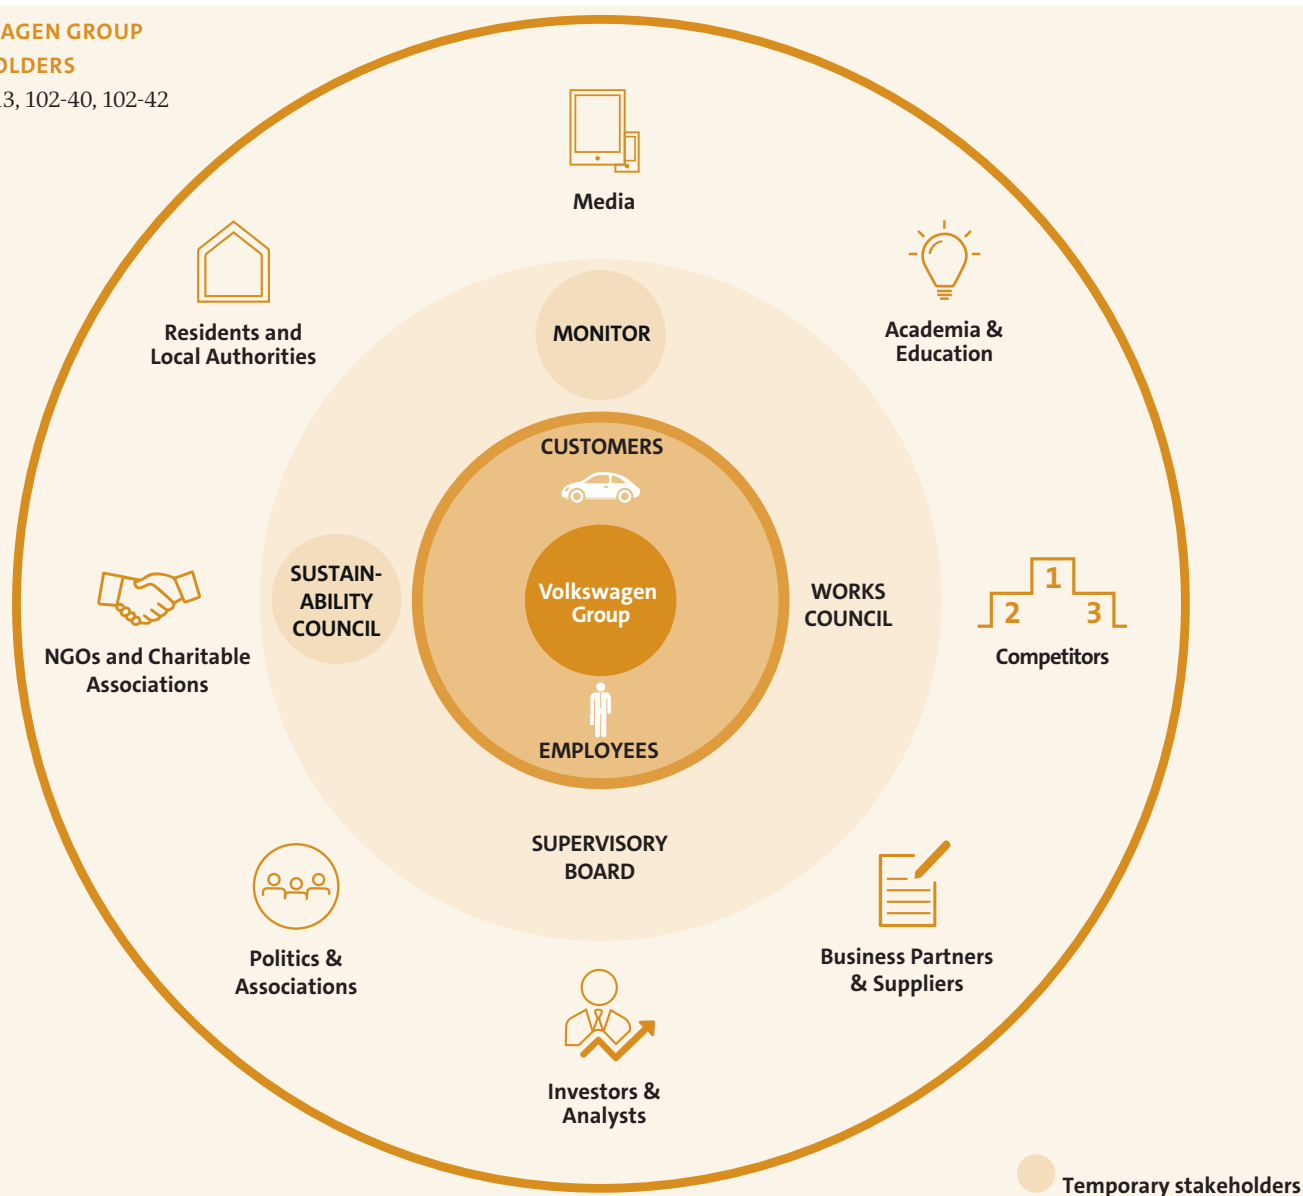 AGEN GROUP
OLDERS
13, 102-40, 102-42
Media
Residents and
Local Authorities
Academia &
Education
MONITOR
CUSTOMERS
SUSTAIN-
ABILITY
COUNCIL
Volkswagen
Group
WORKS
COUNCIL
1
2 3
NGOs and Charitable
Associations
Competitors
EMPLOYEES
SUPERVISORY
BOARD
Politics &
Associations
Business Partners
& Suppliers
Investors &
Analysts
Temporary stakeholders